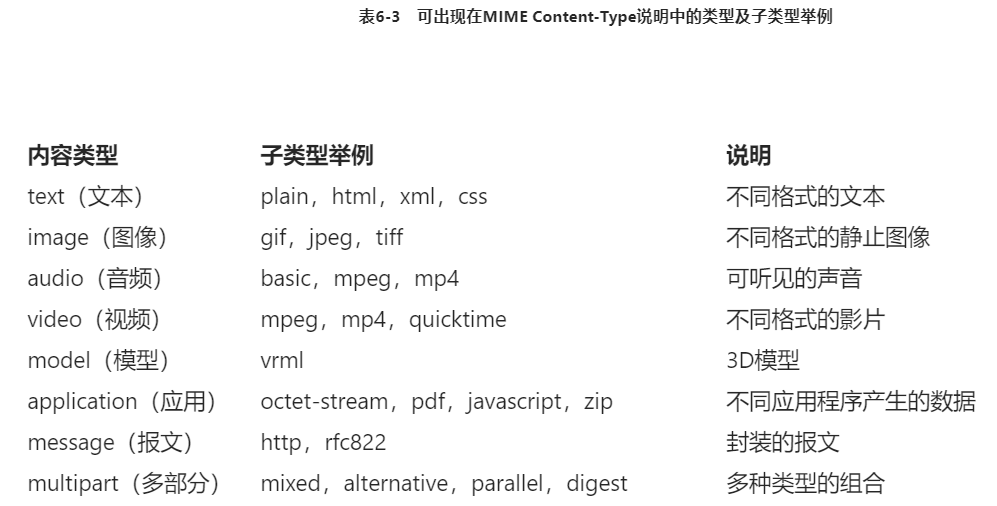 表6-3 可出现在MIME Content-Type说明中的类型及子类型举例
内容类型 子类型举例 说明
text（文本） plain，html，xml，css 不同格式的文本
image（图像） gif，jpeg，tiff 不同格式的静止图像
audio（音频） basic，mpeg，mp4 可听见的声音
video（视频） mpeg，mp4，quicktime 不同格式的影片
model（模型） vrml 3D模型
application（应用） octet-stream，pdf，javascript，zip 不同应用程序产生的数据
message（报文） http，rfc822 封装的报文
multipart（多部分） mixed，alternative，parallel，digest 多种类型的组合